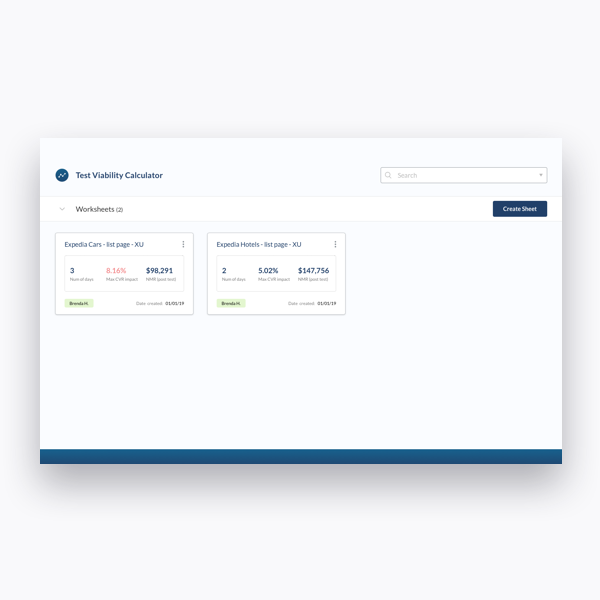 Test Viability Calculator
Search
Worksheets (2)
Create Sheet
Expedia Cars - list page - XU
3
8.16%
$98,291
Num of days
Max CVR impact
NMR (post test)
Brenda H.
Date created 01/01/19
Expedia Hotels - list page - XU
2
5.02%
$147,756
Num of days
Max CVR impact
NMR (post test)
Brenda H.
Date created 01/01/19